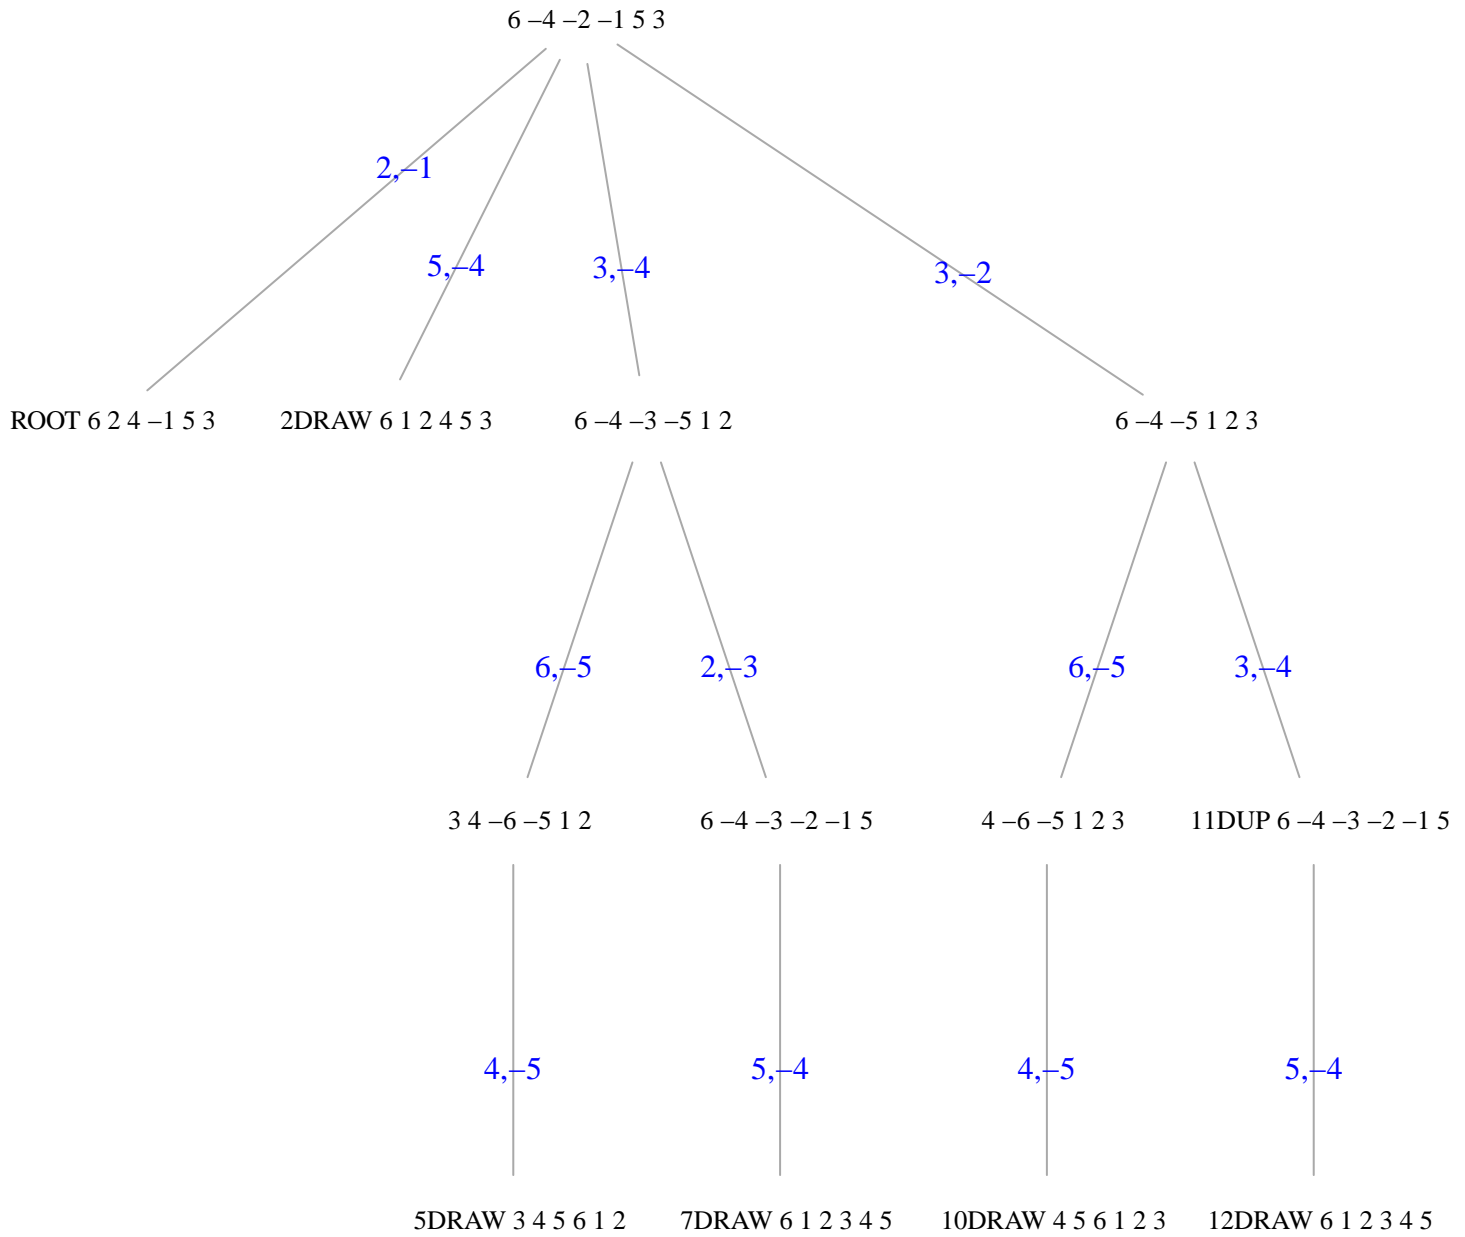 6 –4 –2 –1 5 3
2,–1
5,–4
3,–4
3,–2
ROOT 6 2 4 –1 5 3
2DRAW 6 1 2 4 5 3
6 –4 –3 –5 1 2
6 –4 –5 1 2 3
6,–5
2,–3
6,–5
3,–4
3 4 –6 –5 1 2
6 –4 –3 –2 –1 5
4 –6 –5 1 2 3
11DUP 6 –4 –3 –2 –1 5
4,–5
5,–4
4,–5
5,–4
5DRAW 3 4 5 6 1 2
7DRAW 6 1 2 3 4 5
10DRAW 4 5 6 1 2 3
12DRAW 6 1 2 3 4 5